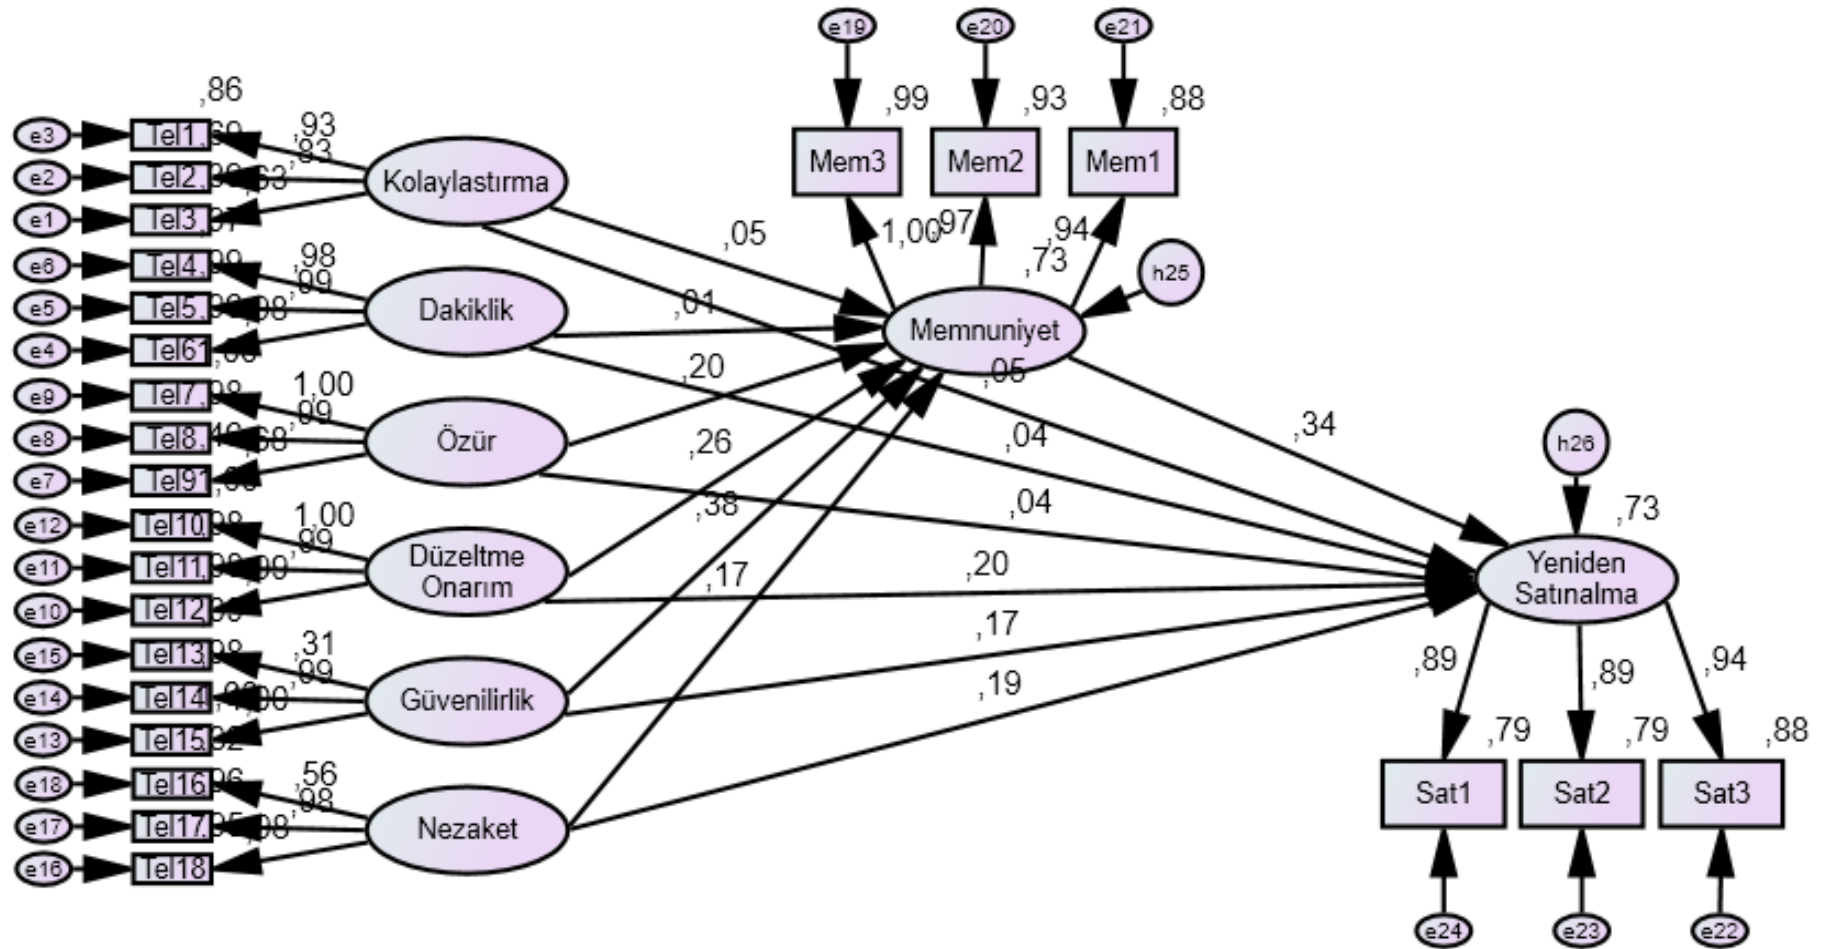 e19
e20
e21
,99
,93
,88
Mem3
Mem2
Mem1
1,00
,97
,94
,73
h25
Memnuniyet
,86
e3
Tel1
,93
e2
Tel2
,83
e1
Tel3
Kolaylastırma
e6
Tel4
,98
e5
Tel5
,99
e4
Tel6
Dakiklik
e9
Tel7
1,00
e8
Tel8
,99
e7
Tel9
Özür
e12
Tel10
1,00
e11
Tel11
,99
e10
Tel12
Düzeltme
Onarım
e15
Tel13
,31
e14
Tel14
,99
e13
Tel15
Güvenilirlik
e18
Tel16
,56
e17
Tel17
,98
e16
Tel18
Nezaket
,05
,01
,20
,26
,38
,17
,05
,04
,04
,20
,17
,19
,34
h26
,73
Yeniden
Satınalma
,89
,89
,94
,79
,79
,88
Sat1
Sat2
Sat3
e24
e23
e22